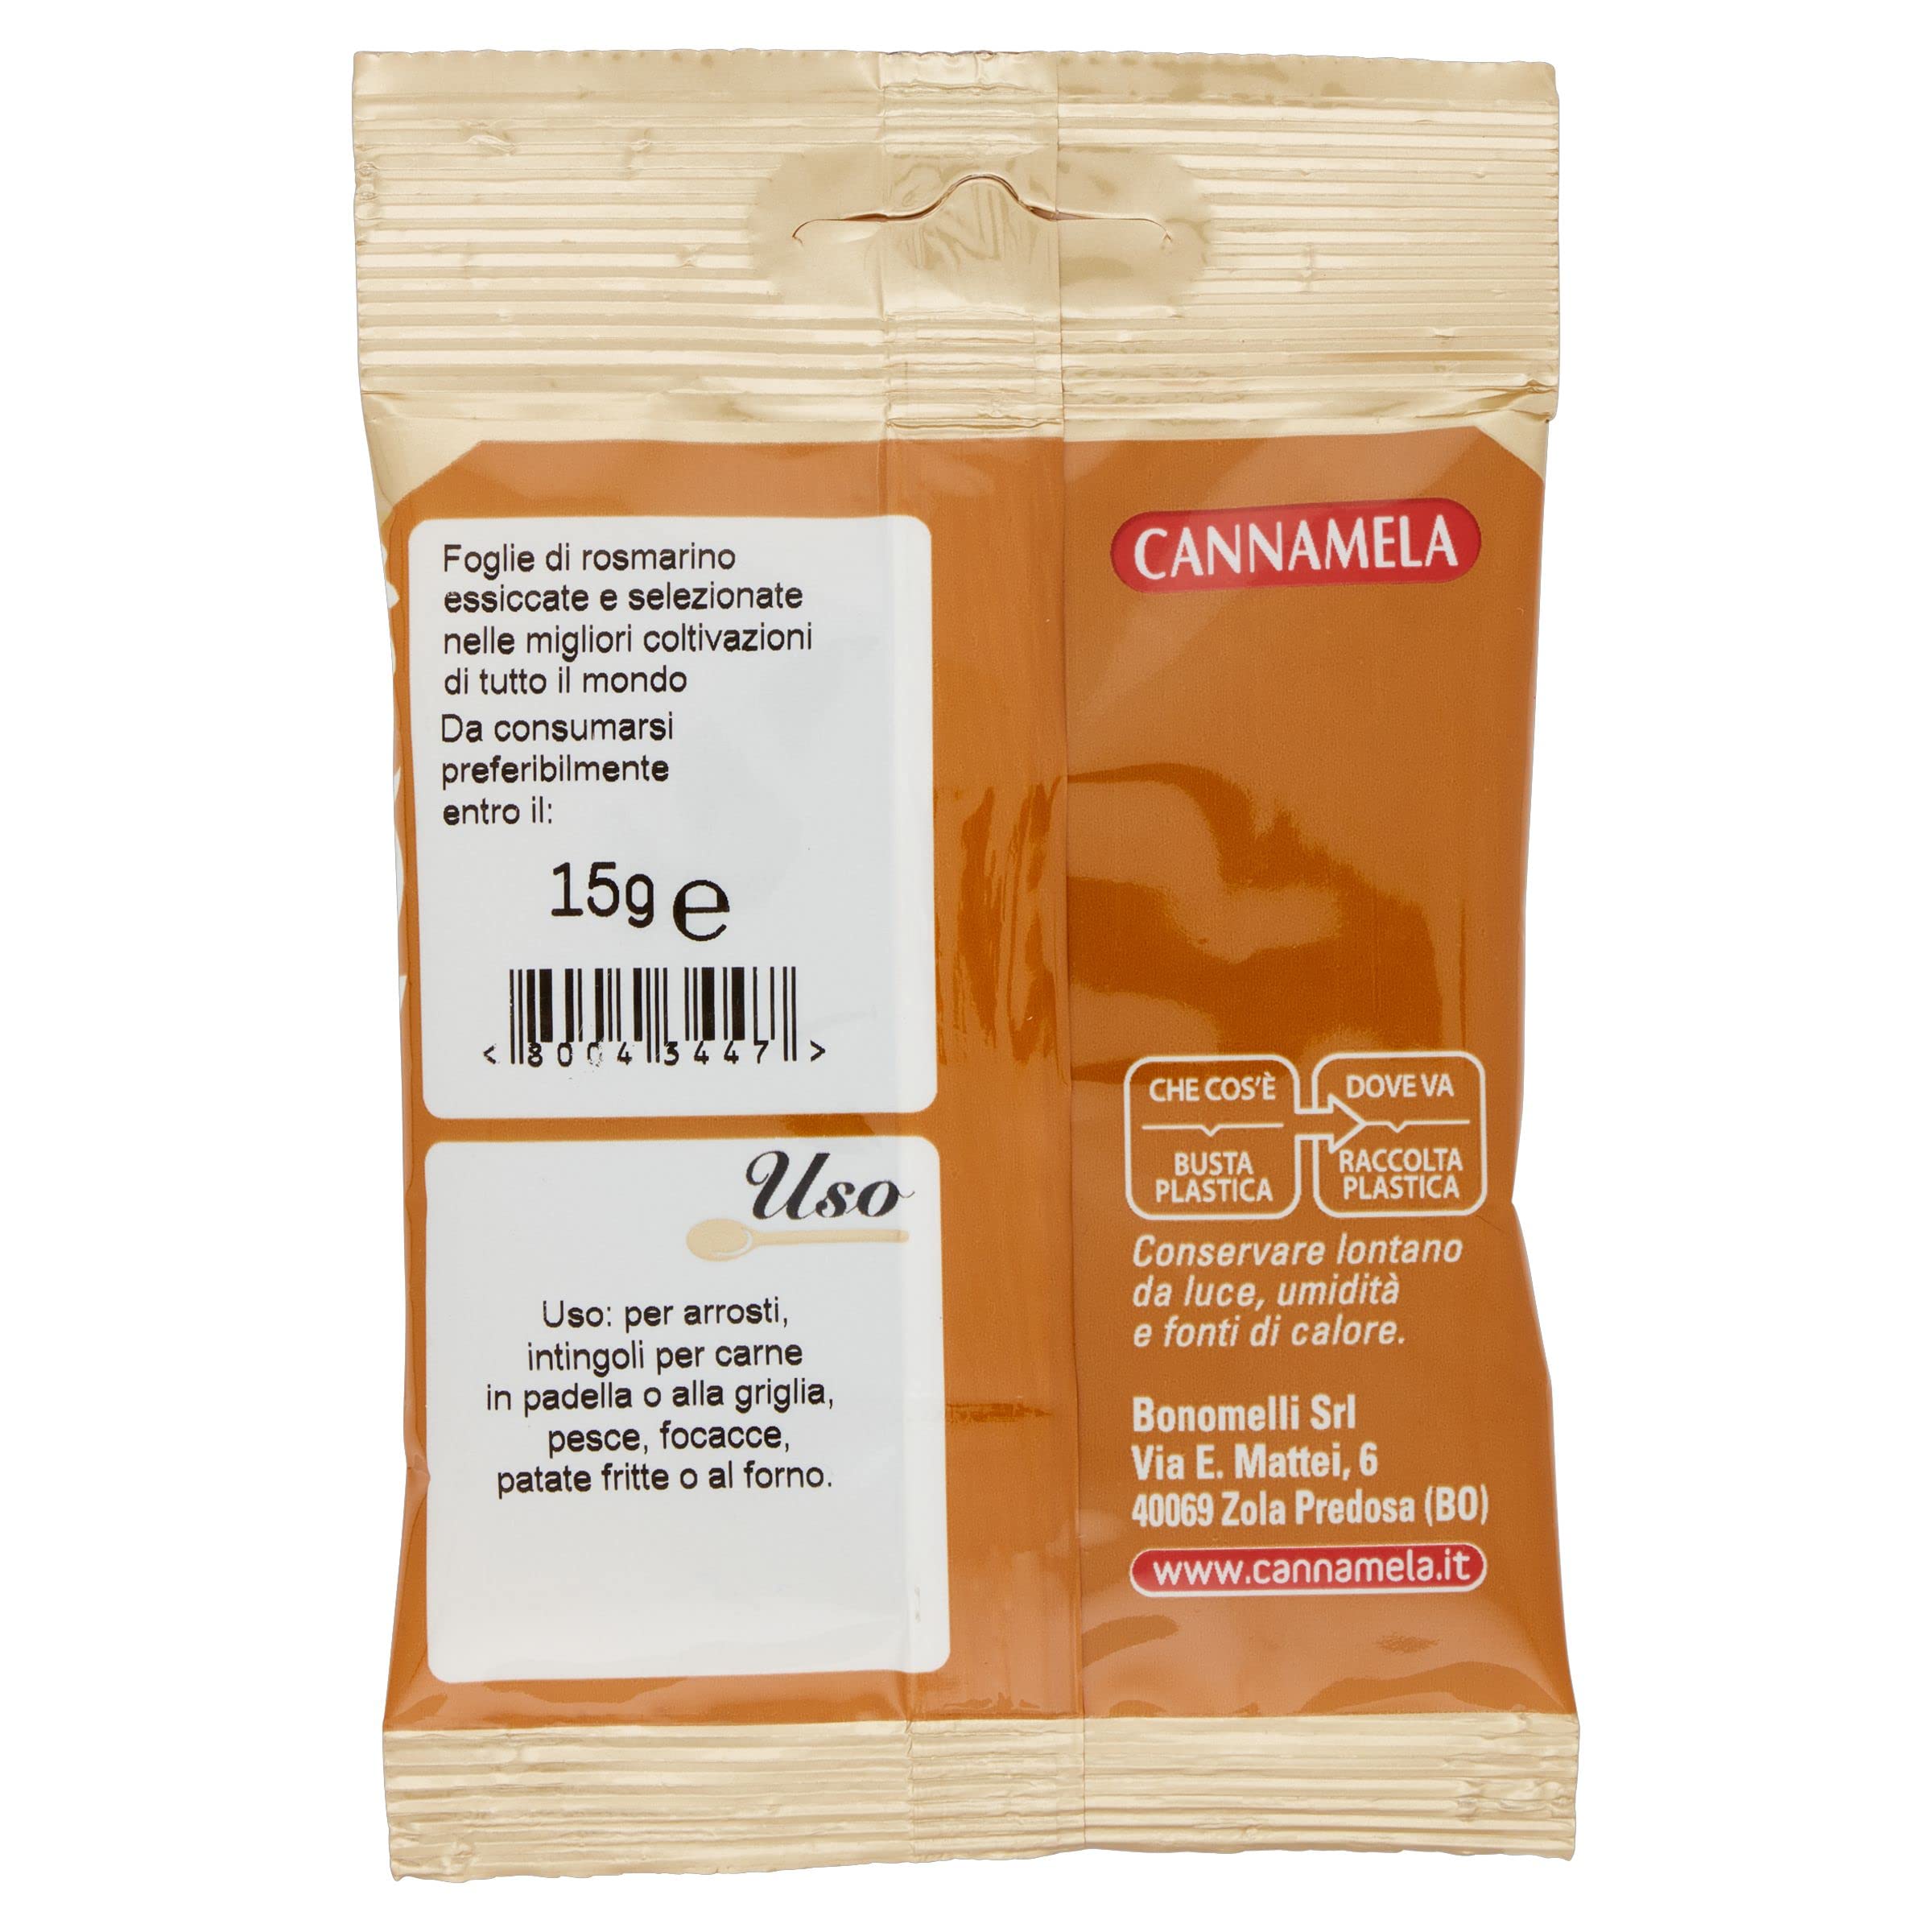 Foglie di rosmarino
essiccate e selezionate
nelle migliori coltivazioni
di tutto il mondo
Da consumarsi
preferibilmente
entro il:
15g e
< 8004 3447 >
Uso
Uso: per arrosti,
intingoli per carne
in padella o alla griglia,
pesce, focacce,
patate fritte o al forno.
CANNAMELA
CHE COS'È
BUSTA
PLASTICA
DOVE VA
RACCOLTA
PLASTICA
Conservare lontano
da luce, umidità
e fonti di calore.
Bonomelli Srl
Via E. Mattei, 6
40069 Zola Predosa (BO)
www.cannamela.it